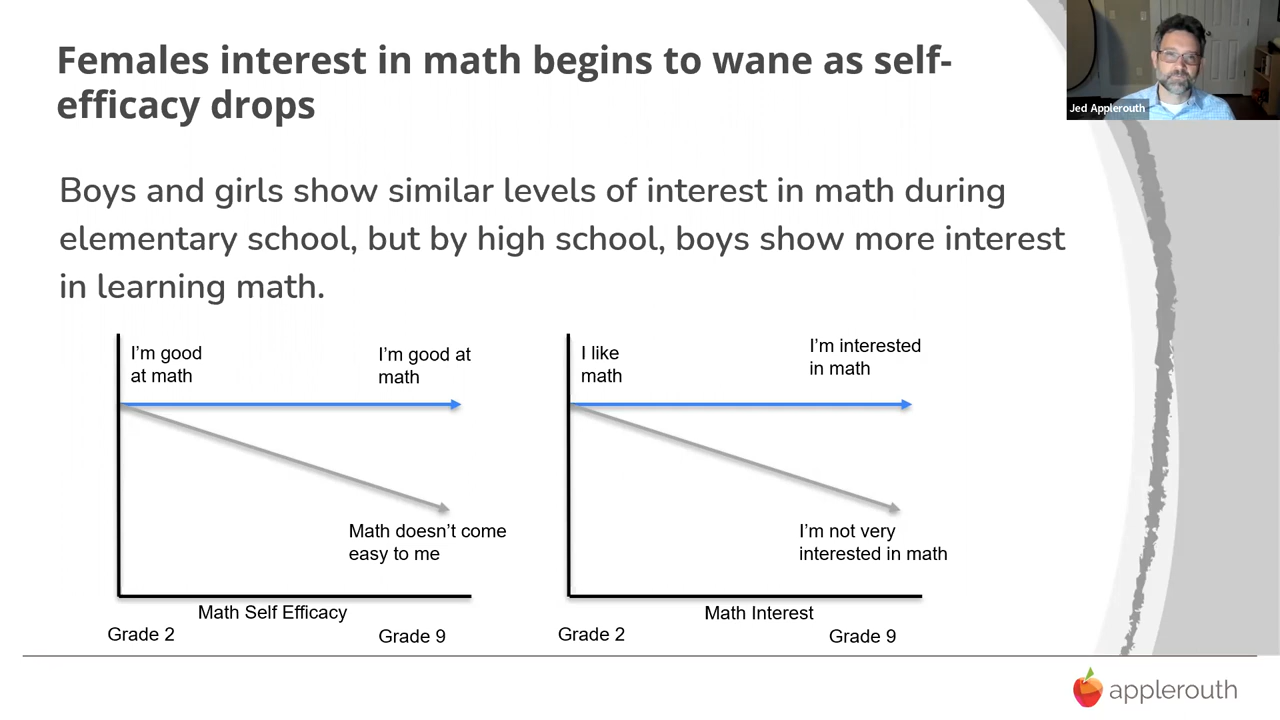 Females interest in math begins to wane as self-
efficacy drops
Jed Applerouth
Boys and girls show similar levels of interest in math during
elementary school, but by high school, boys show more interest
in learning math.
I'm good
at math
I'm good at
math
Math doesn't come
easy to me
Math Self Efficacy
Grade 2
Grade 9
I like
math
I'm interested
in math
I'm not very
interested in math
Math Interest
Grade 2
Grade 9
applerouth